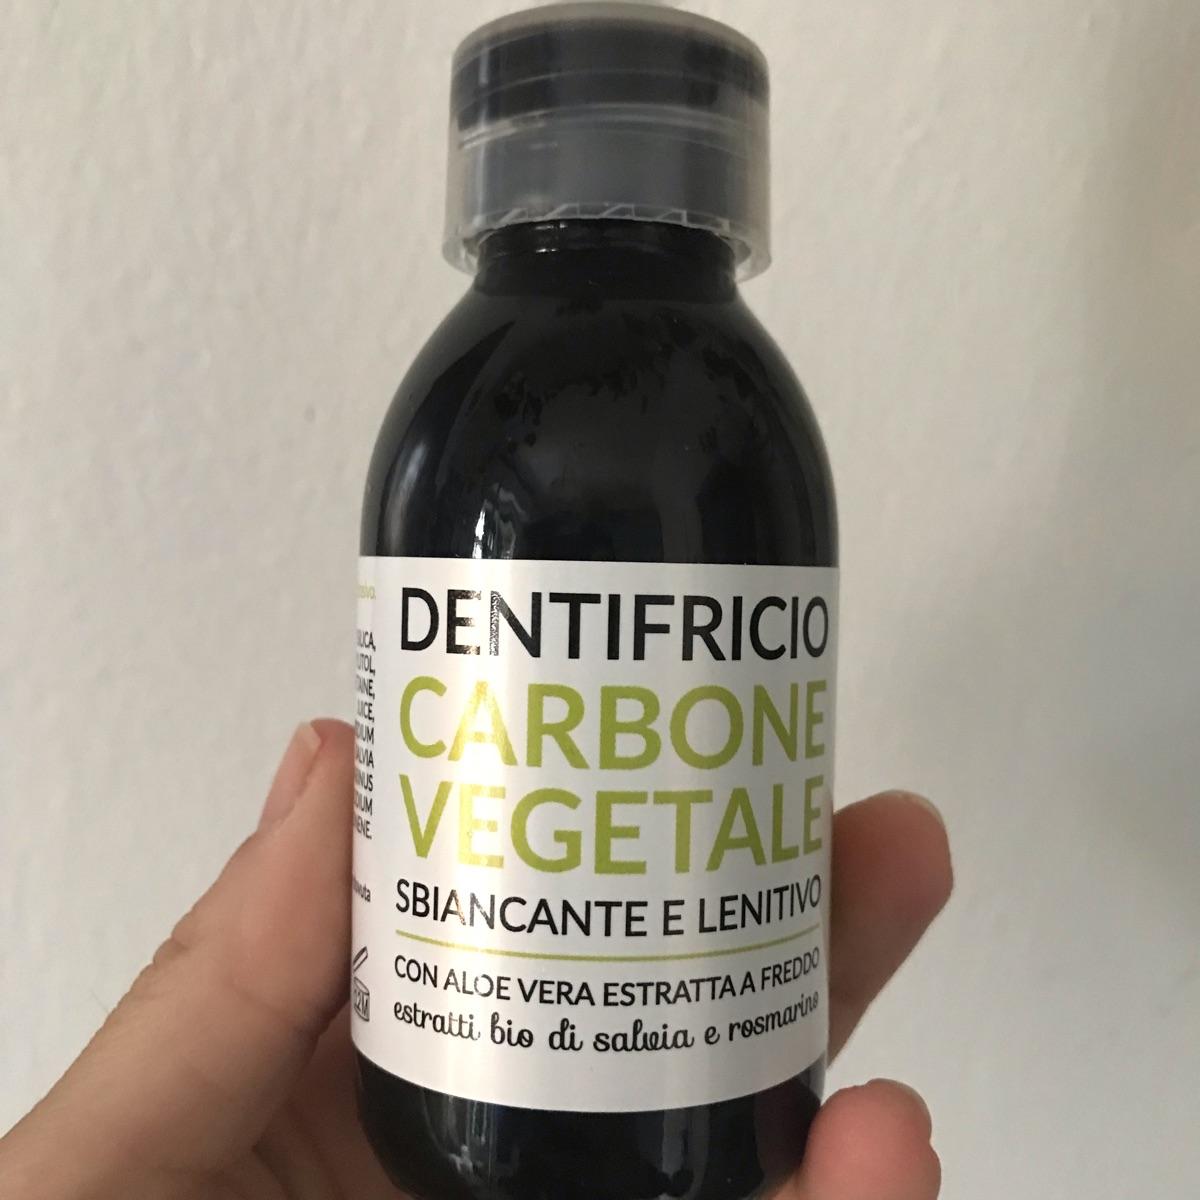 DENTIFRICIO
CARBONE
VEGETALE
SBIANCANTE E LENITIVO
CON ALOE VERA ESTRATTA A FREDDO
estratti bio di salvia e rosmarino